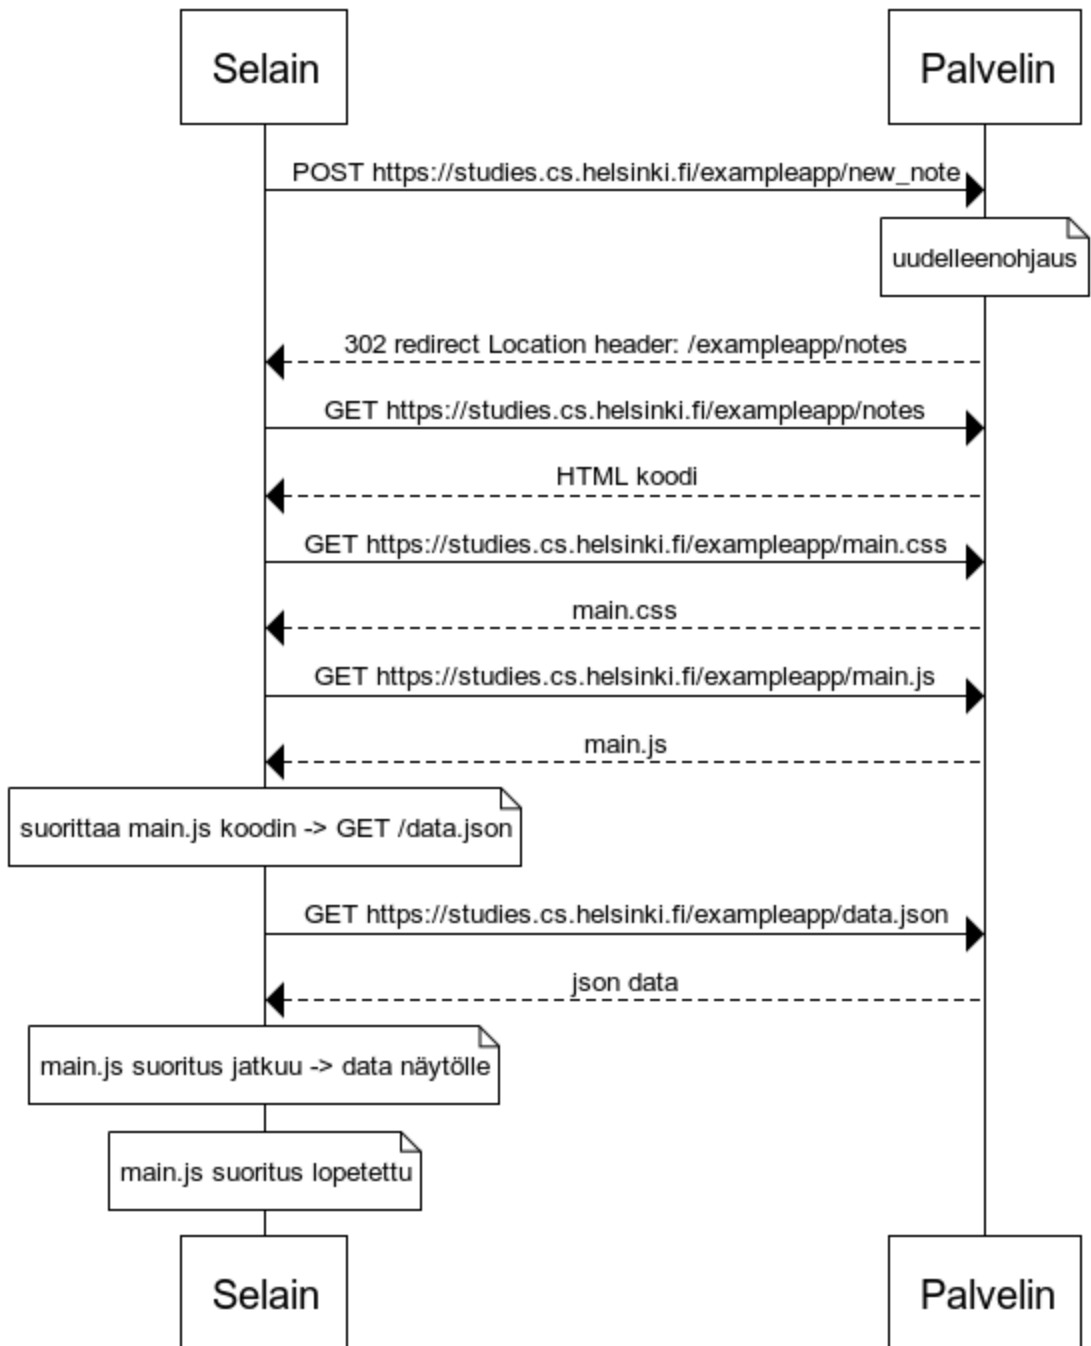 Selain
Palvelin
POST https://studies.cs.helsinki.fi/exampleapp/new_note
uudelleenohjaus
302 redirect Location header: /exampleapp/notes
GET https://studies.cs.helsinki.fi/exampleapp/notes
HTML koodi
GET https://studies.cs.helsinki.fi/exampleapp/main.css
main.css
GET https://studies.cs.helsinki.fi/exampleapp/main.js
main.js
suorittaa main.js koodin -> GET /data.json
GET https://studies.cs.helsinki.fi/exampleapp/data.json
json data
main.js suoritus jatkuu -> data näytölle
main.js suoritus lopetettu
Selain
Palvelin